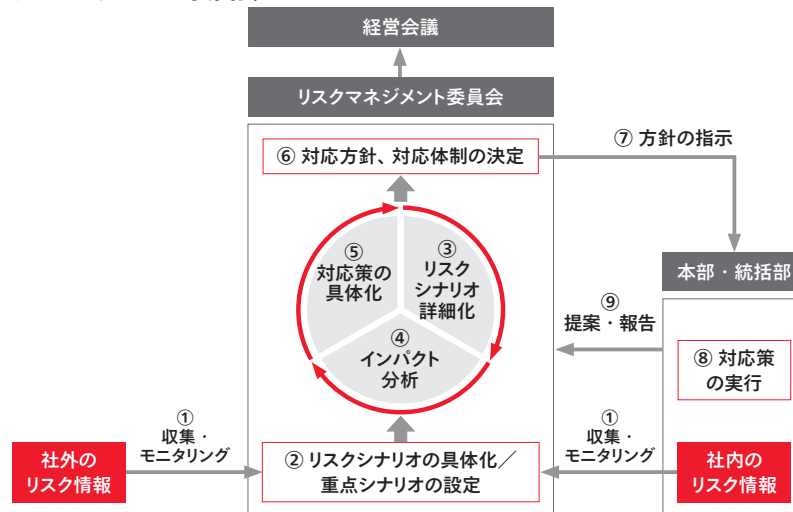 経営会議
リスクマネジメント委員会
⑥ 対応方針、対応体制の決定
⑦ 方針の指示
本部・統括部
⑤
対応策の
具体化
③
リスク
シナリオ
詳細化
④
インパクト
分析
⑨
提案・報告
⑧ 対応策
の実行
①
収集・
モニタリング
社外の
リスク情報
② リスクシナリオの具体化／
重点シナリオの設定
①
収集・
モニタリング
社内の
リスク情報